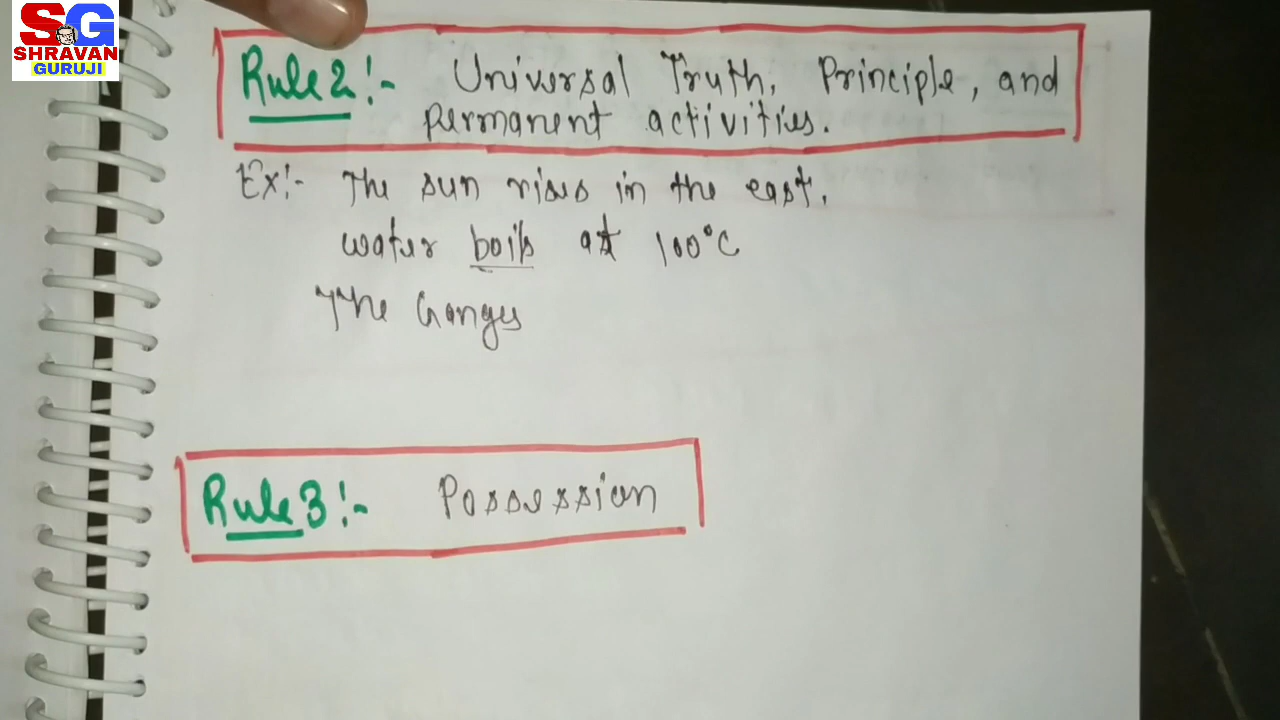 SG
SHRAVAN
GURUJI
Rule 2:- Universal Truth, Principle, and
permanent activities.
Ex:- The sun rises in the east.
water boils at 100°C
The Ganges
Rule 3:- Possession